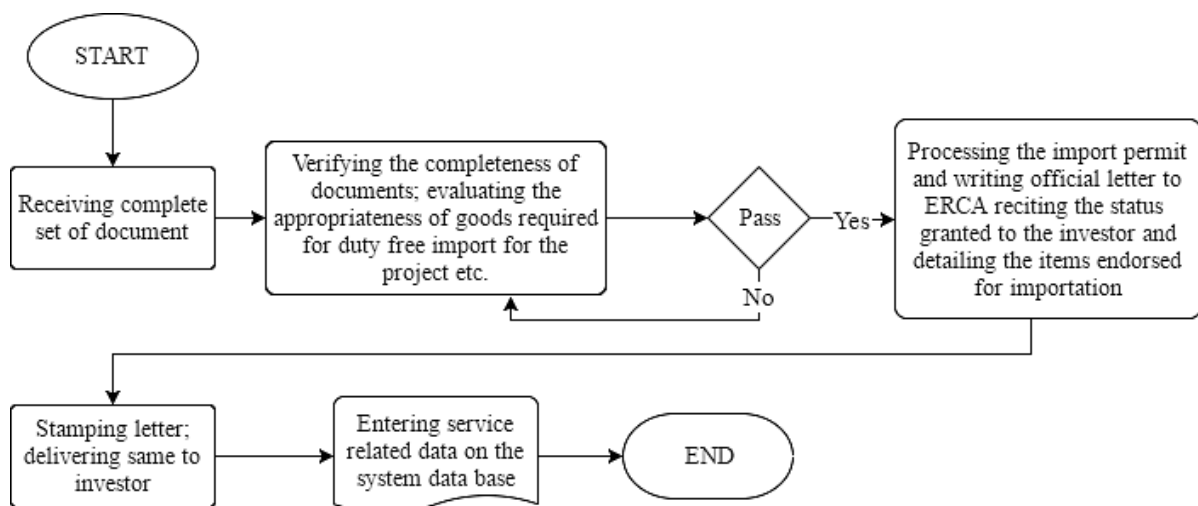 START
Receiving complete
set of document
Verifying the completeness of
documents; evaluating the
appropriateness of goods required
for duty free import for the
project etc.
Pass
Yes
No
Processing the import permit
and writing official letter to
ERCA reciting the status
granted to the investor and
detailing the items endorsed
for importation
Stamping letter;
delivering same to
investor
Entering service
related data on the
system data base
END